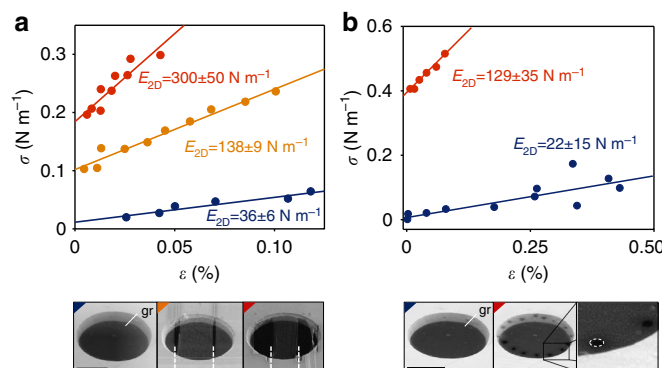 a
b
0.3
0.2
0.1
0
σ (N m⁻¹)
E2D=300±50 N m⁻¹
E2D=138±9 N m⁻¹
E2D=36±6 N m⁻¹
0
0.05
0.10
ε (%)
0.6
0.4
0.2
0
σ (N m⁻¹)
E2D=129±35 N m⁻¹
E2D=22±15 N m⁻¹
0
0.25
0.50
ε (%)
gr
gr